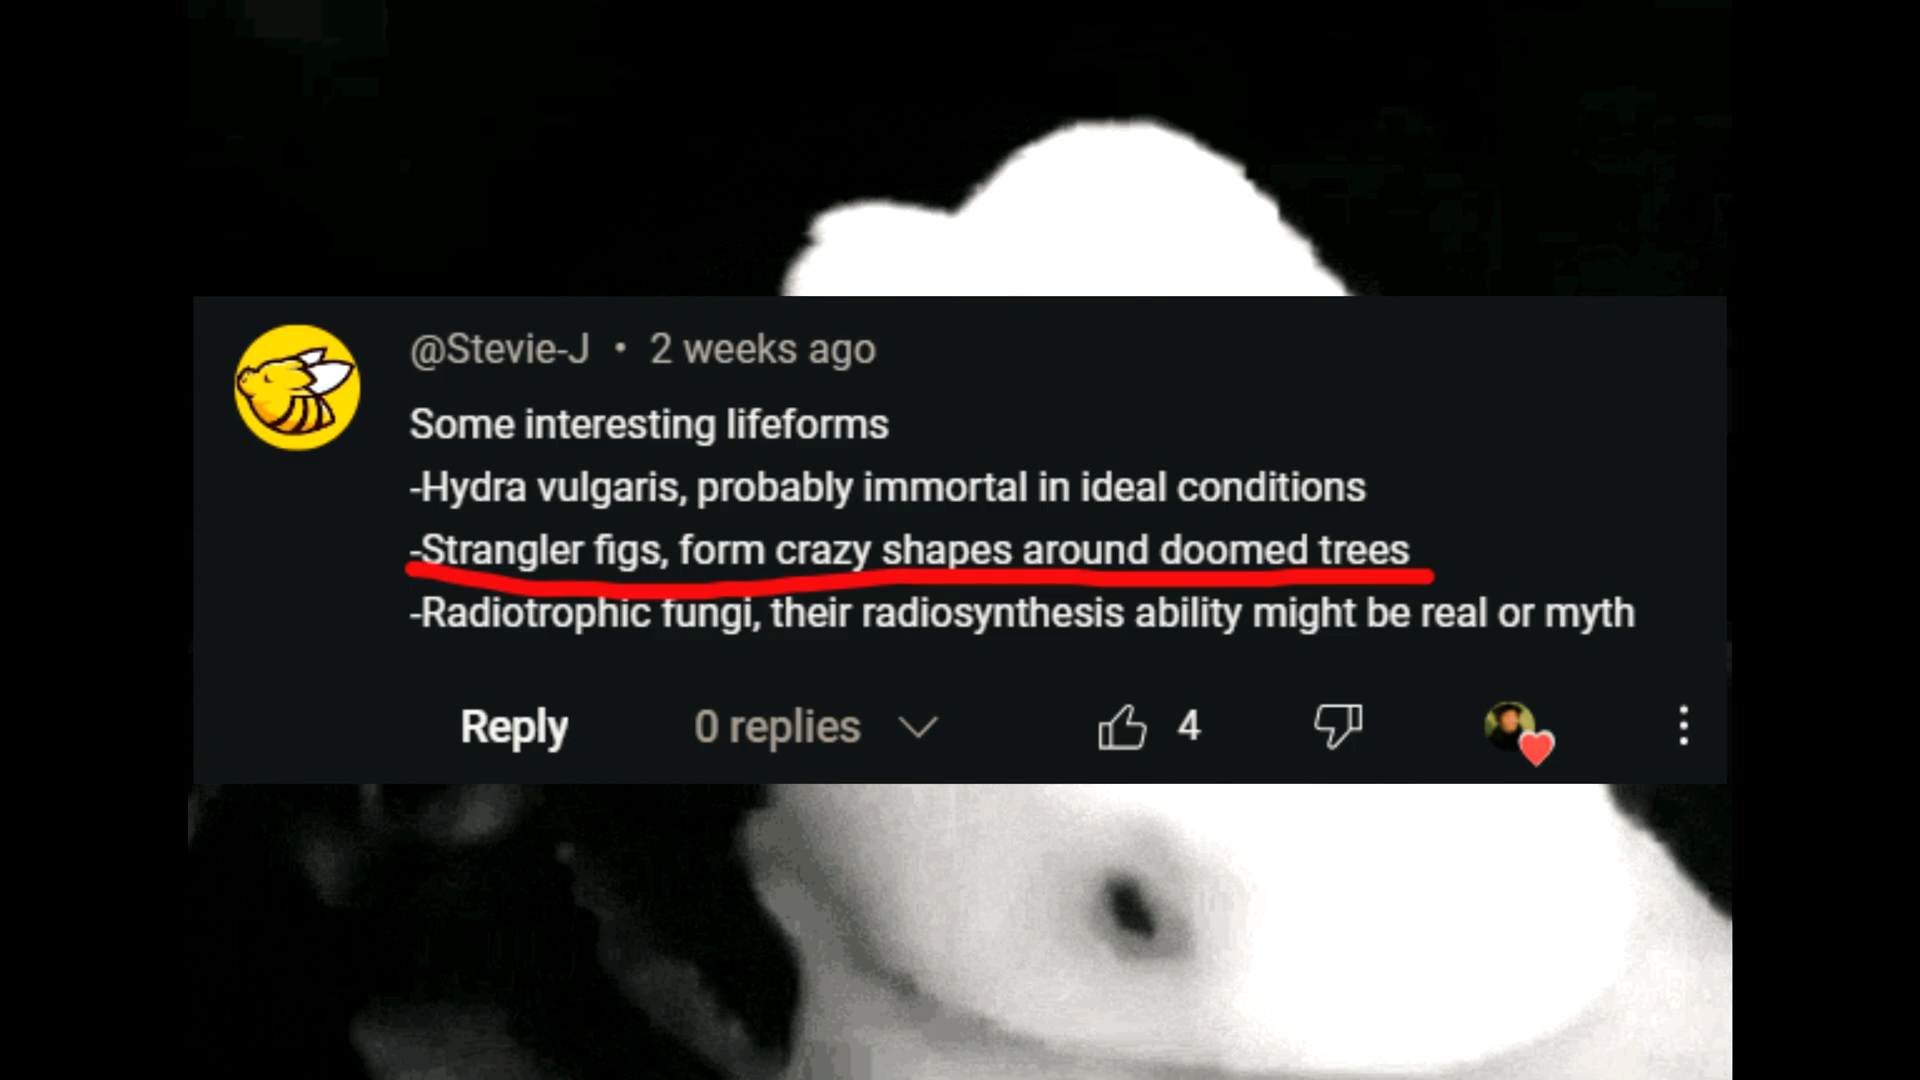 @Stevie-J • 2 weeks ago
Some interesting lifeforms
-Hydra vulgaris, probably immortal in ideal conditions
-Strangler figs, form crazy shapes around doomed trees
-Radiotrophic fungi, their radiosynthesis ability might be real or myth
Reply 0 replies 4